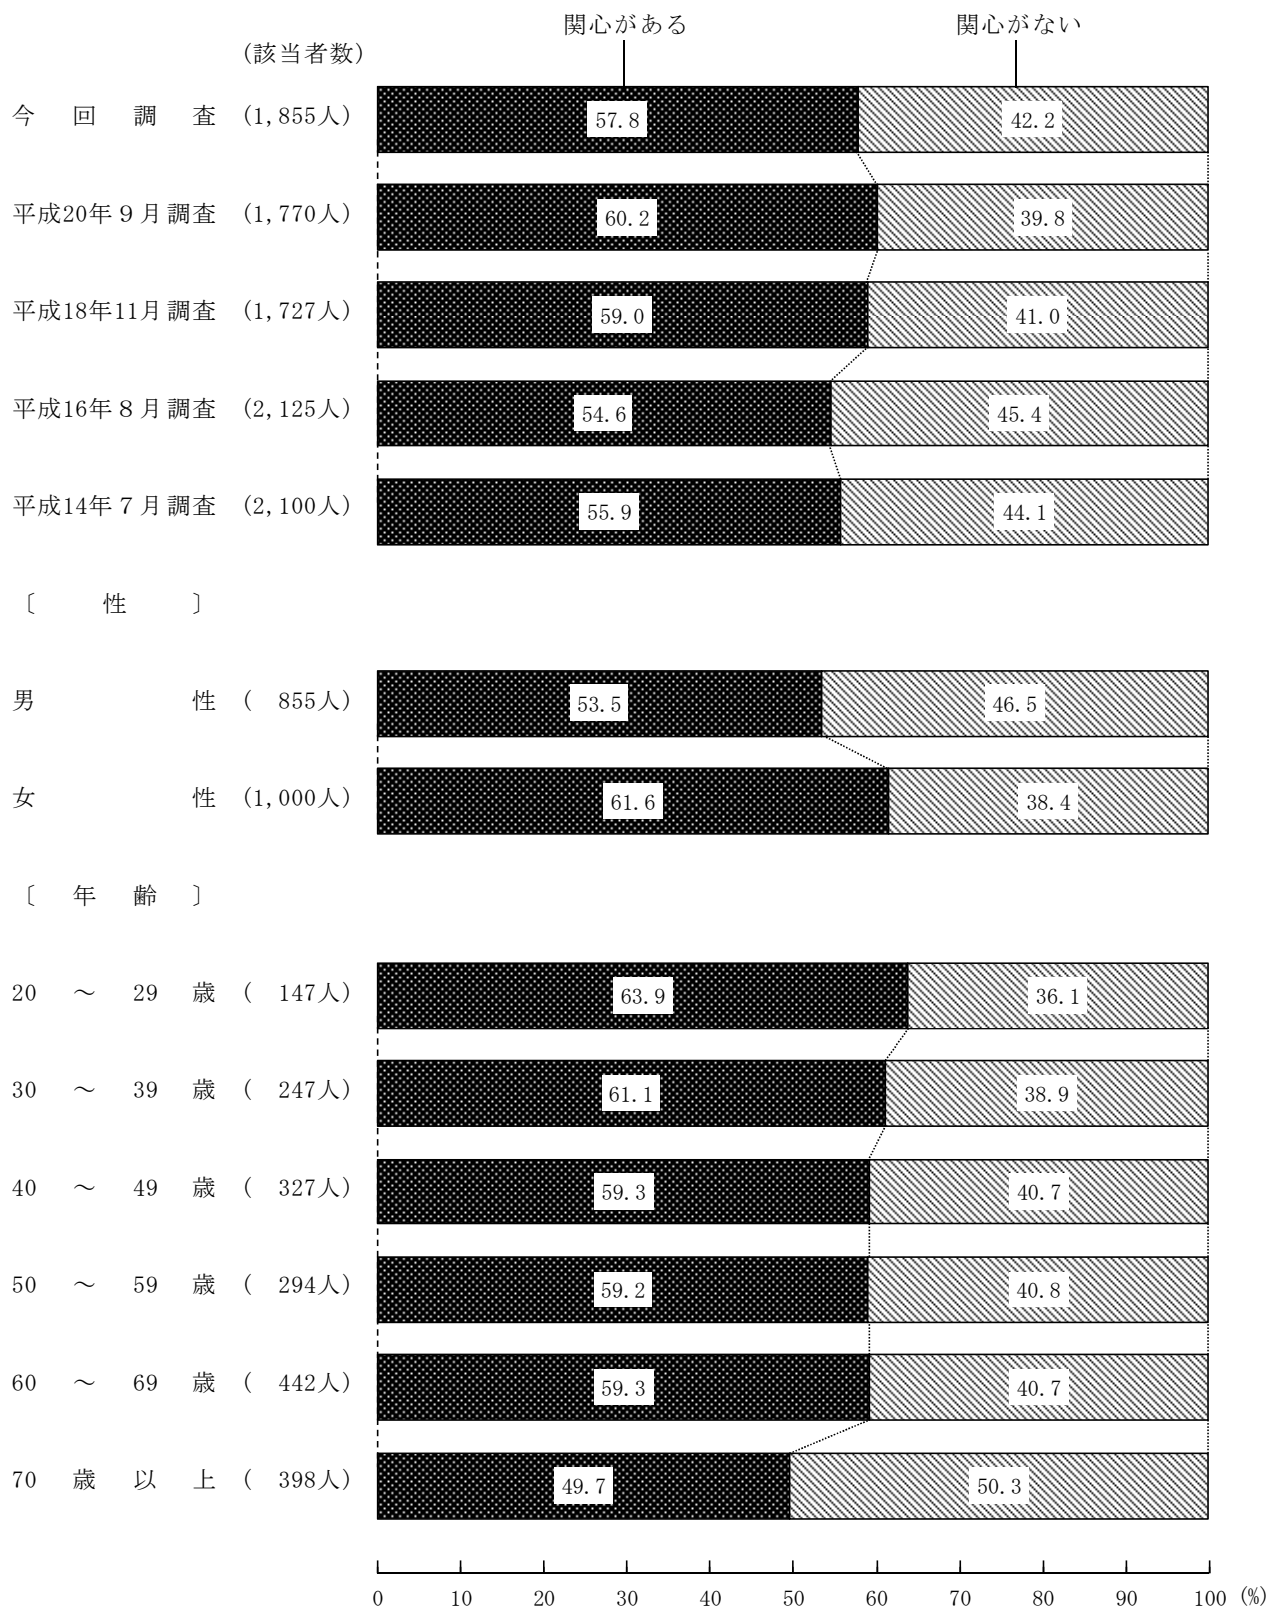 関心がある 関心がない
(該当者数)
今回調査 (1,855人) 57.8 42.2
平成20年９月調査 (1,770人) 60.2 39.8
平成18年11月調査 (1,727人) 59.0 41.0
平成16年８月調査 (2,125人) 54.6 45.4
平成14年７月調査 (2,100人) 55.9 44.1
〔 性 〕
男性 ( 855人) 53.5 46.5
女性 (1,000人) 61.6 38.4
〔 年 齢 〕
20 ～ 29 歳 ( 147人) 63.9 36.1
30 ～ 39 歳 ( 247人) 61.1 38.9
40 ～ 49 歳 ( 327人) 59.3 40.7
50 ～ 59 歳 ( 294人) 59.2 40.8
60 ～ 69 歳 ( 442人) 59.3 40.7
70 歳 以 上 ( 398人) 49.7 50.3
0 10 20 30 40 50 60 70 80 90 100 (%)